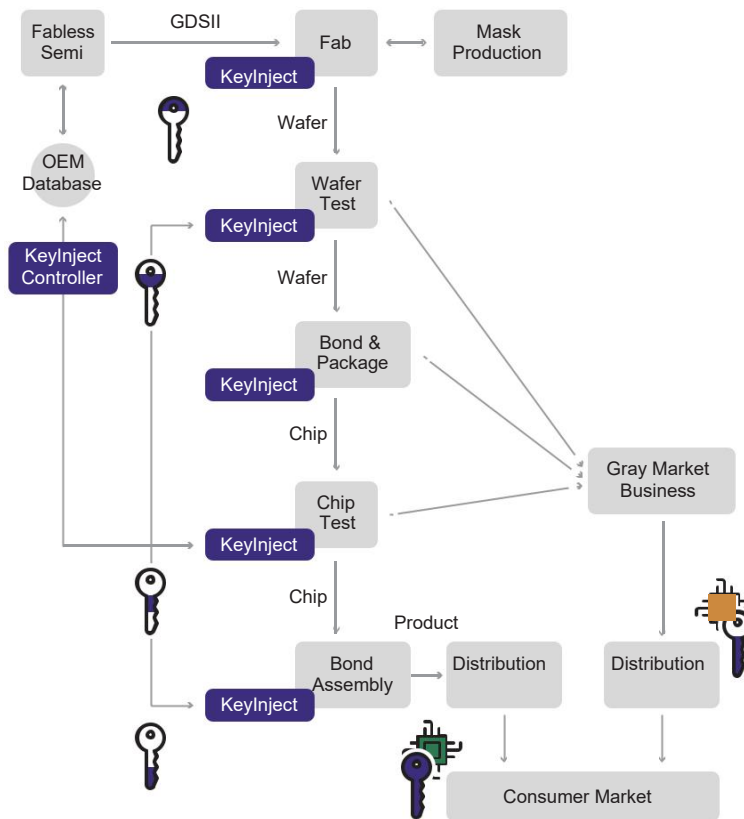 GDSII
Fabless
Semi
Fab
Mask
Production
KeyInject
Wafer
OEM
Database
Wafer
Test
KeyInject
KeyInject
Controller
Wafer
Bond &
Package
KeyInject
Chip
Gray Market
Business
Chip
Test
KeyInject
Chip
Product
Bond
Assembly
Distribution
Distribution
KeyInject
Consumer Market